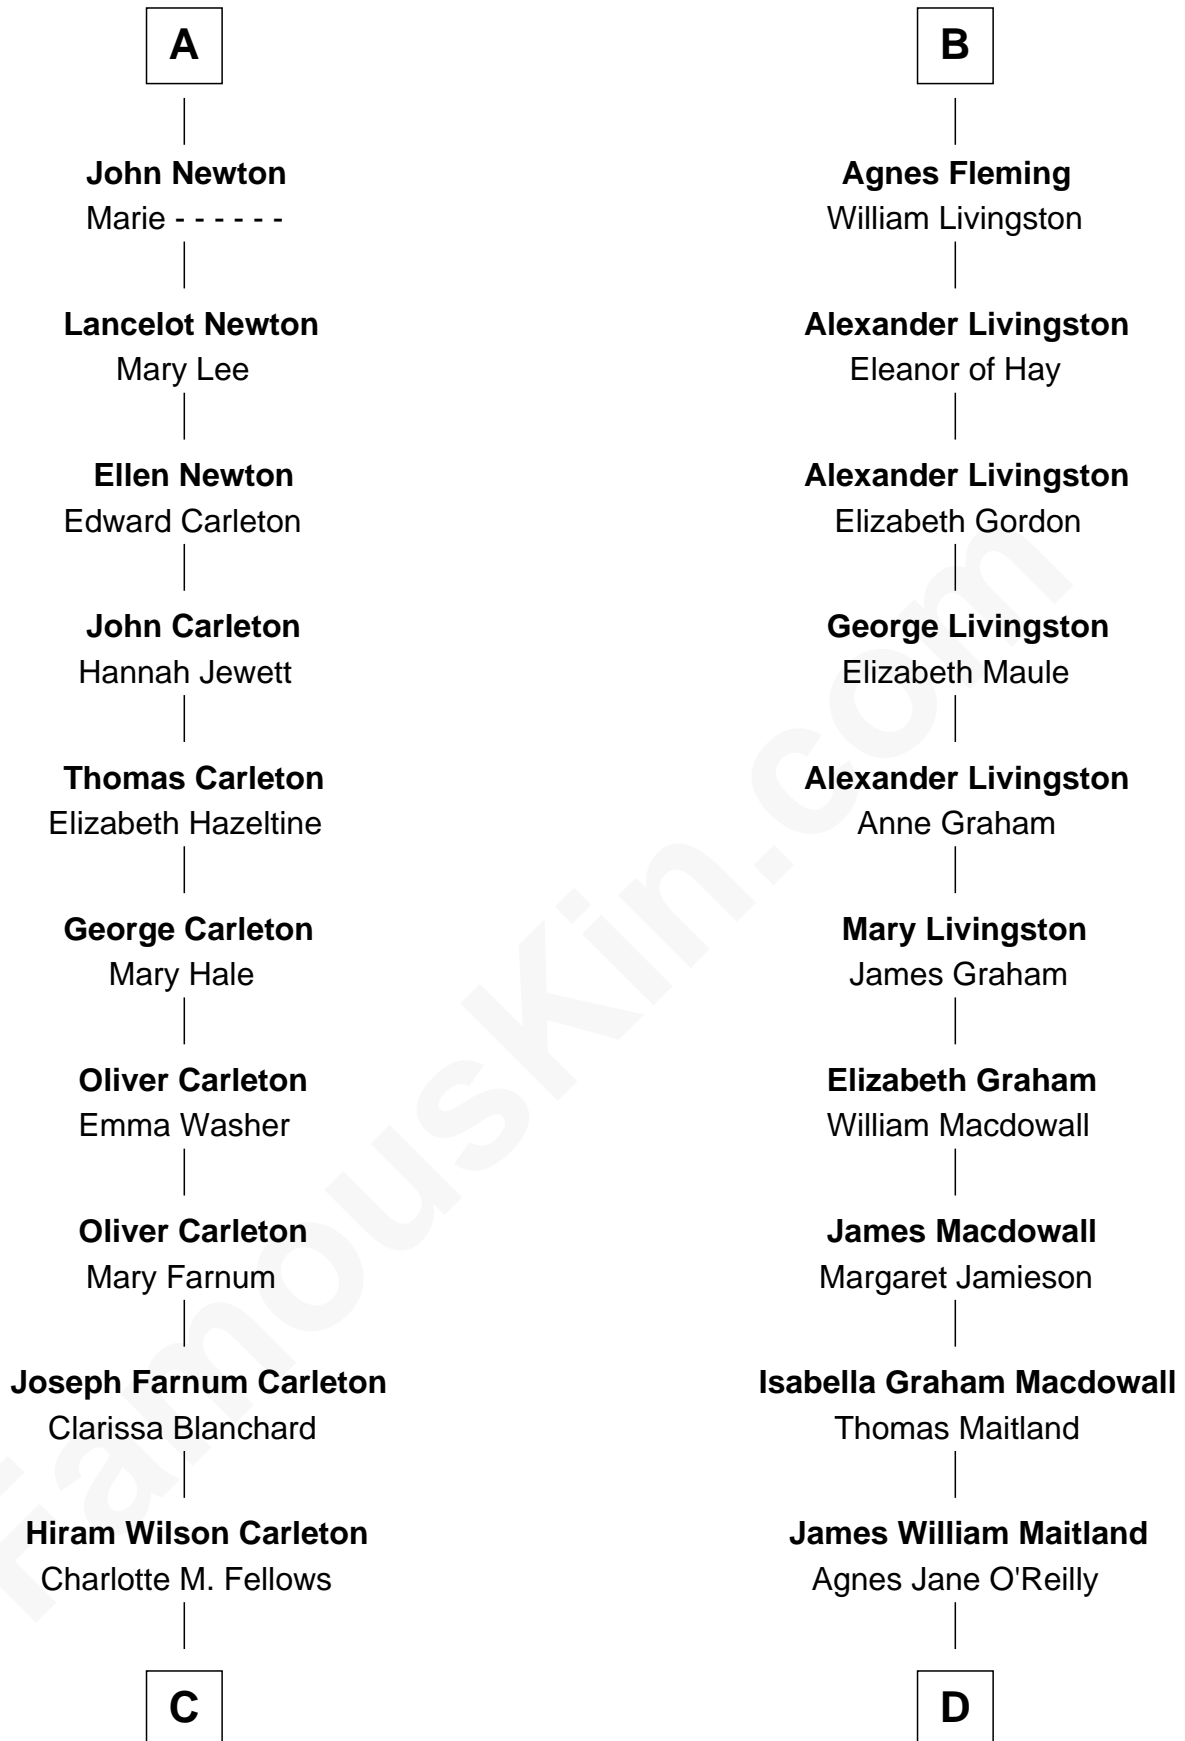 A
John Newton
Marie - - - - - -
Lancelot Newton
Mary Lee
Ellen Newton
Edward Carleton
John Carleton
Hannah Jewett
Thomas Carleton
Elizabeth Hazeltine
George Carleton
Mary Hale
Oliver Carleton
Emma Washer
Oliver Carleton
Mary Farnum
Joseph Farnum Carleton
Clarissa Blanchard
Hiram Wilson Carleton
Charlotte M. Fellows
C
B
Agnes Fleming
William Livingston
Alexander Livingston
Eleanor of Hay
Alexander Livingston
Elizabeth Gordon
George Livingston
Elizabeth Maule
Alexander Livingston
Anne Graham
Mary Livingston
James Graham
Elizabeth Graham
William Macdowall
James Macdowall
Margaret Jamieson
Isabella Graham Macdowall
Thomas Maitland
James William Maitland
Agnes Jane O'Reilly
D
FamousKin.com